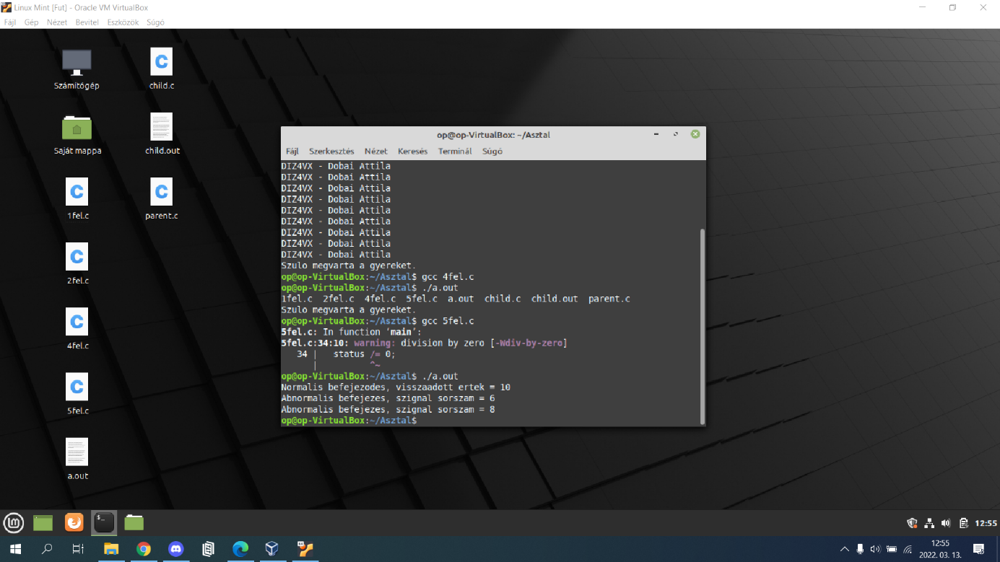 Linux Mint [Fut] - Oracle VM VirtualBox
Fájl Gép Nézet Bevitel Eszközök Súgó
Számítógép
child.c
Saját mappa
child.out
1fel.c
parent.c
2fel.c
4fel.c
5fel.c
a.out
op@op-VirtualBox: ~/Asztal
Fájl Szerkesztés Nézet Keresés Terminál Súgó
DIZ4VX - Dobai Attila
DIZ4VX - Dobai Attila
DIZ4VX - Dobai Attila
DIZ4VX - Dobai Attila
DIZ4VX - Dobai Attila
DIZ4VX - Dobai Attila
DIZ4VX - Dobai Attila
DIZ4VX - Dobai Attila
DIZ4VX - Dobai Attila
Szulo megvarta a gyereket.
op@op-VirtualBox:~/Asztal$ gcc 4fel.c
op@op-VirtualBox:~/Asztal$ ./a.out
1fel.c 2fel.c 4fel.c 5fel.c a.out child.c child.out parent.c
Szulo megvarta a gyereket.
op@op-VirtualBox:~/Asztal$ gcc 5fel.c
5fel.c: In function ‘main’:
5fel.c:34:10: warning: division by zero [-Wdiv-by-zero]
34 | status /= 0;
| ^~
op@op-VirtualBox:~/Asztal$ ./a.out
Normalis befejezodes, visszaadott ertek = 10
Abnormalis befejezes, szignal sorszam = 6
Abnormalis befejezes, szignal sorszam = 8
op@op-VirtualBox:~/Asztal$
12:55
12:55
2022. 03. 13.